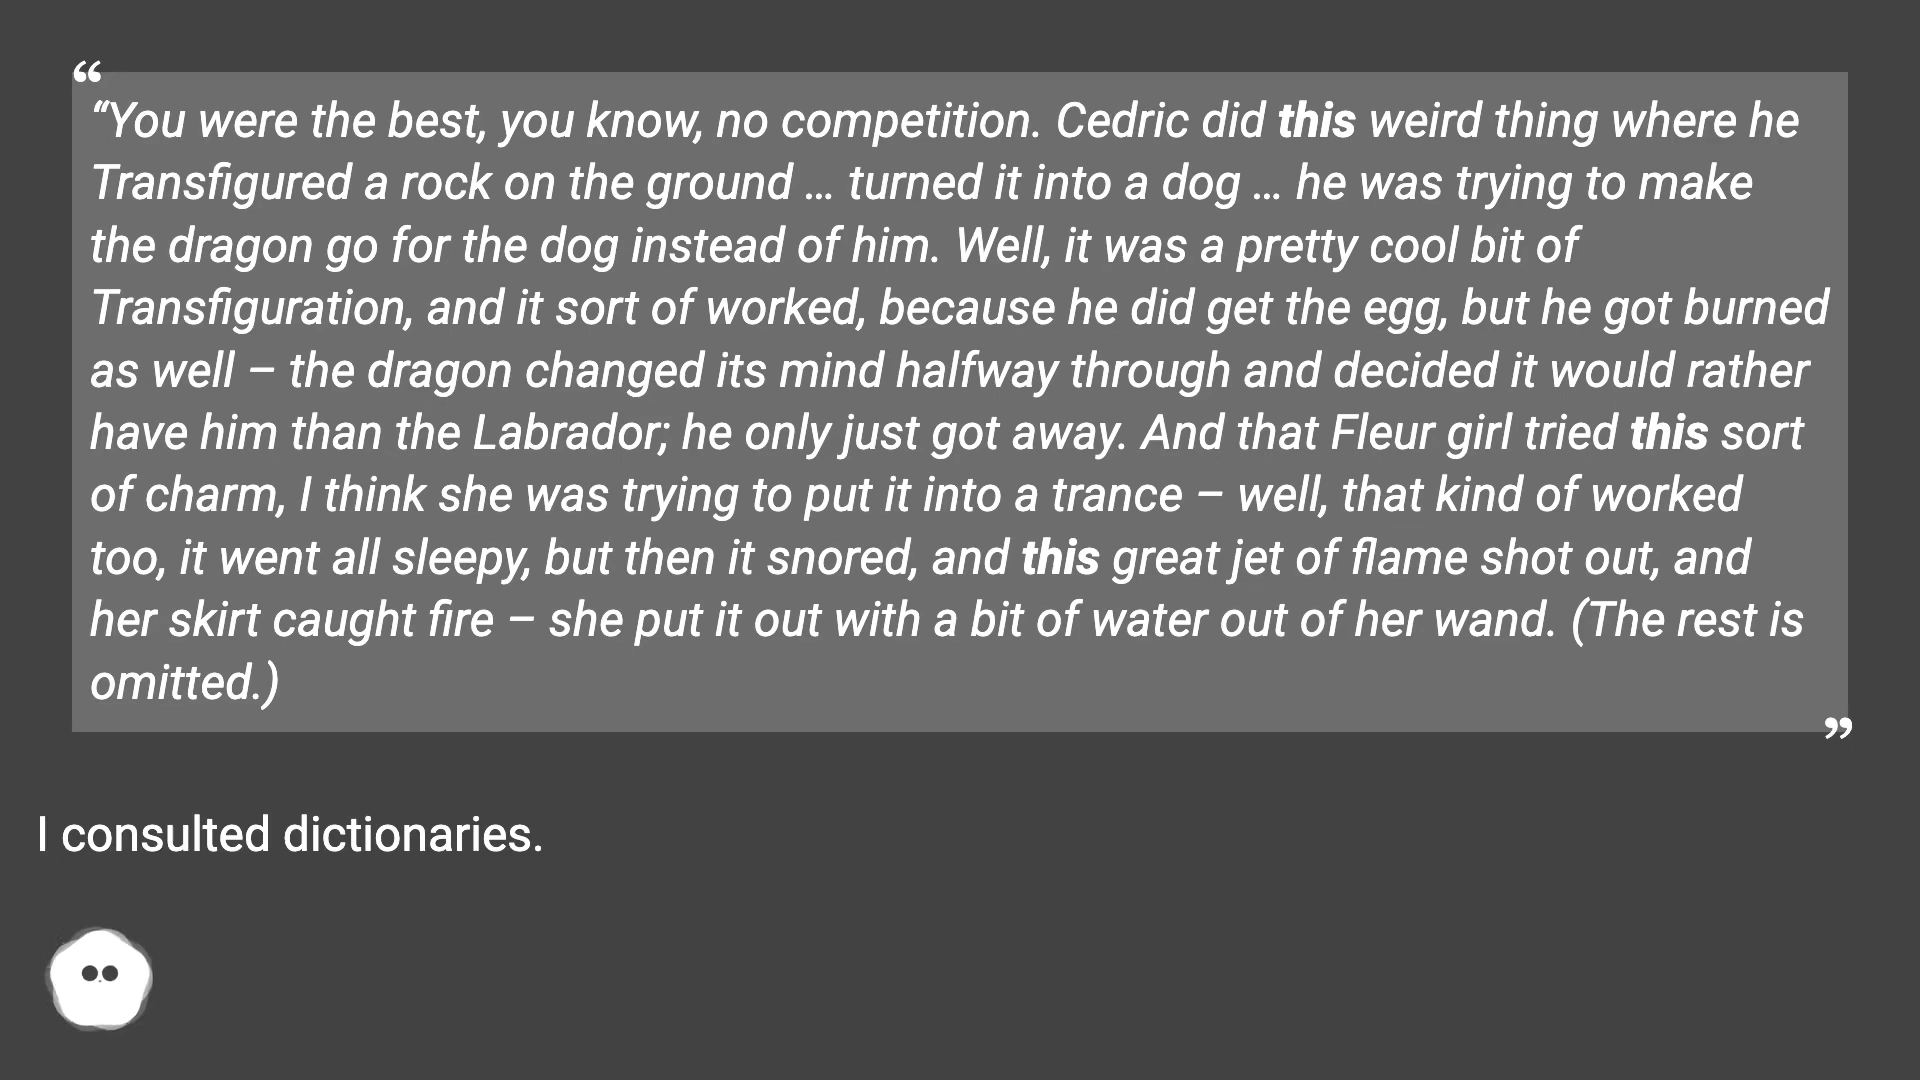 “
“You were the best, you know, no competition. Cedric did this weird thing where he
Transfigured a rock on the ground ... turned it into a dog ... he was trying to make
the dragon go for the dog instead of him. Well, it was a pretty cool bit of
Transfiguration, and it sort of worked, because he did get the egg, but he got burned
as well – the dragon changed its mind halfway through and decided it would rather
have him than the Labrador; he only just got away. And that Fleur girl tried this sort
of charm, I think she was trying to put it into a trance – well, that kind of worked
too, it went all sleepy, but then it snored, and this great jet of flame shot out, and
her skirt caught fire – she put it out with a bit of water out of her wand. (The rest is
omitted.)
”
I consulted dictionaries.